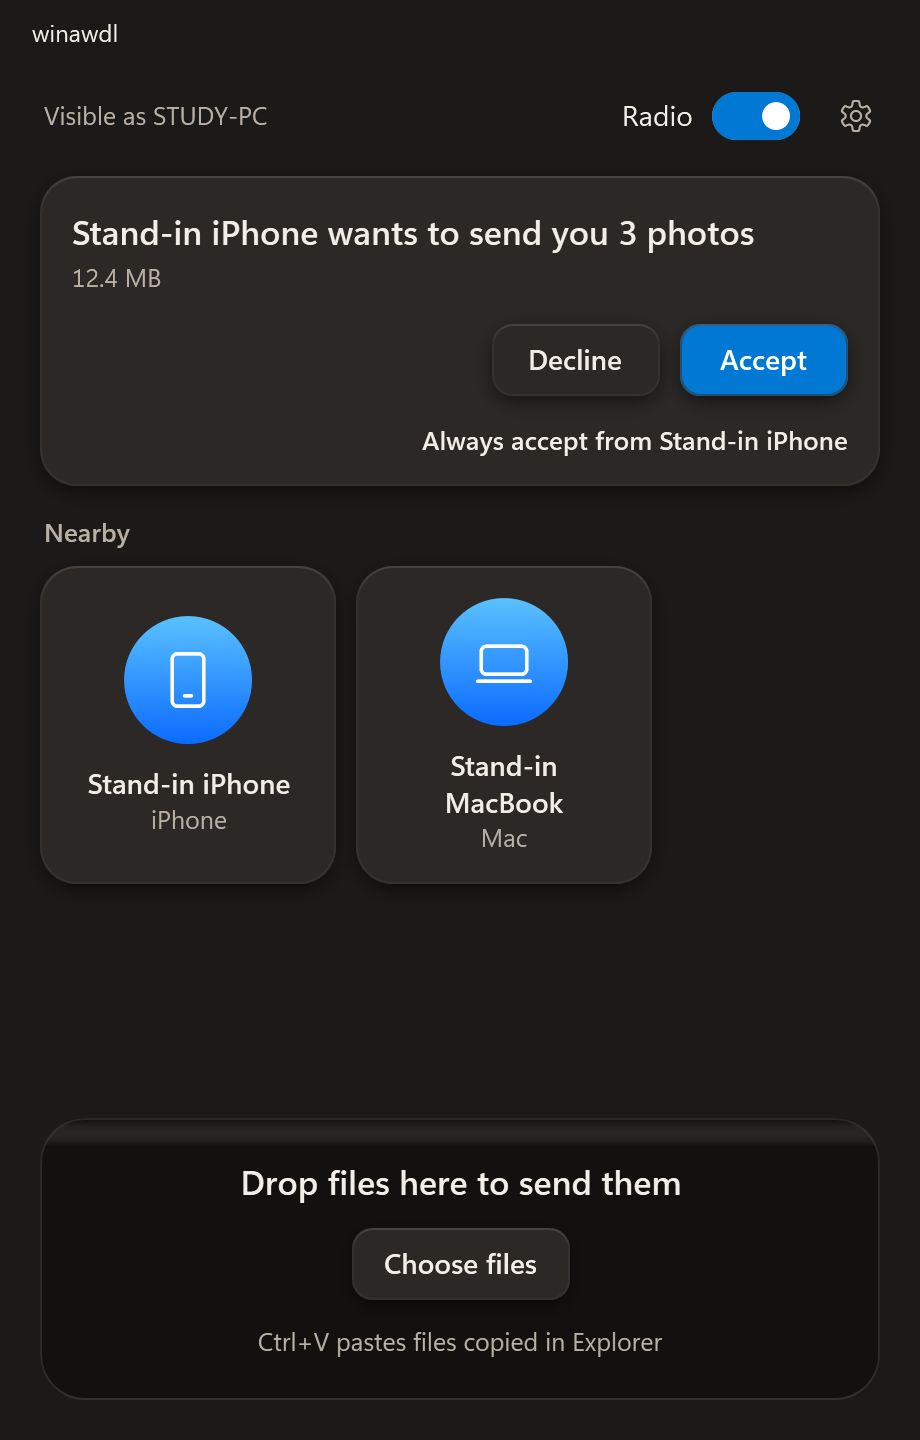 winawdl
Visible as STUDY-PC
Radio
Stand-in iPhone wants to send you 3 photos
12.4 MB
Decline
Accept
Always accept from Stand-in iPhone
Nearby
Stand-in iPhone
iPhone
Stand-in
MacBook
Mac
Drop files here to send them
Choose files
Ctrl+V pastes files copied in Explorer